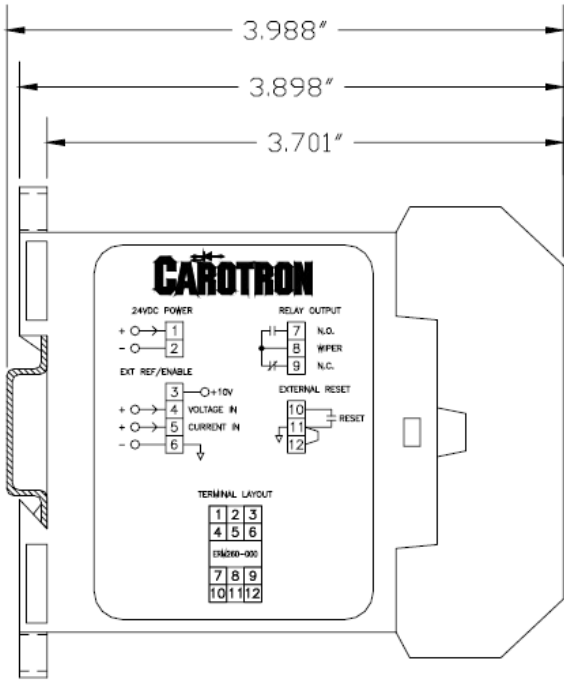 3.988"
3.898"
3.701"
CAROTRON
24VDC POWER
+ 1
- 2
RELAY OUTPUT
7 N.O.
8 WIPER
9 N.C.
EXT REF/ENABLE
3 +10V
+ 4 VOLTAGE IN
+ 5 CURRENT IN
- 6
EXTERNAL RESET
10
11 RESET
12
TERMINAL LAYOUT
1 2 3
4 5 6
ERM260-000
7 8 9
10 11 12